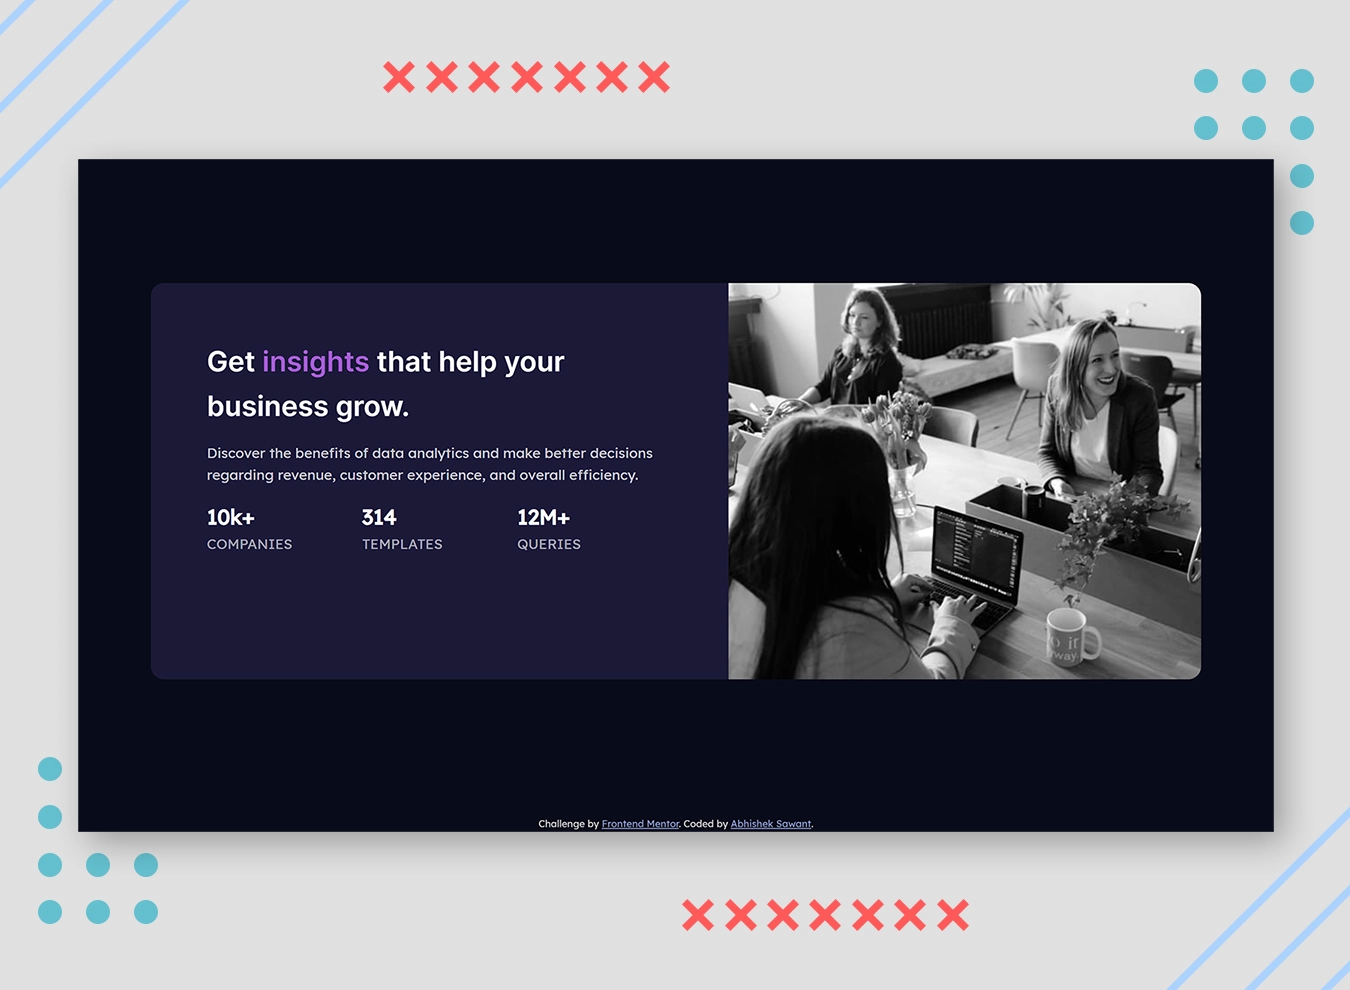 Get insights that help your
business grow.
Discover the benefits of data analytics and make better decisions
regarding revenue, customer experience, and overall efficiency.
10k+ 314 12M+
COMPANIES TEMPLATES QUERIES
Challenge by Frontend Mentor. Coded by Abhishek Sawant.